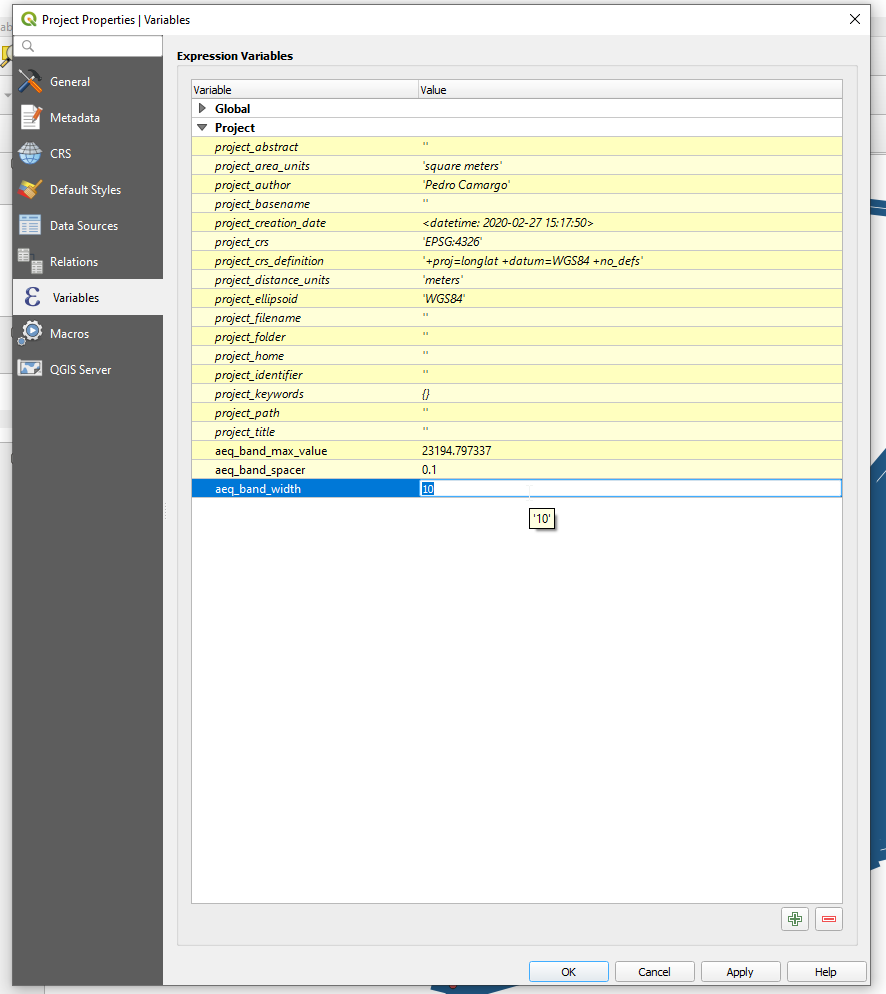 Project Properties | Variables
Expression Variables
General
Metadata
CRS
Default Styles
Data Sources
Relations
Variables
Macros
QGIS Server
Variable Value
Global
Project
project_abstract ''
project_area_units 'square meters'
project_author 'Pedro Camargo'
project_basename ''
project_creation_date <datetime: 2020-02-27 15:17:50>
project_crs 'EPSG:4326'
project_crs_definition '+proj=longlat +datum=WGS84 +no_defs'
project_distance_units 'meters'
project_ellipsoid 'WGS84'
project_filename ''
project_folder ''
project_home ''
project_identifier ''
project_keywords {}
project_path ''
project_title ''
aeq_band_max_value 23194.797337
aeq_band_spacer 0.1
aeq_band_width 10
'10'
OK Cancel Apply Help